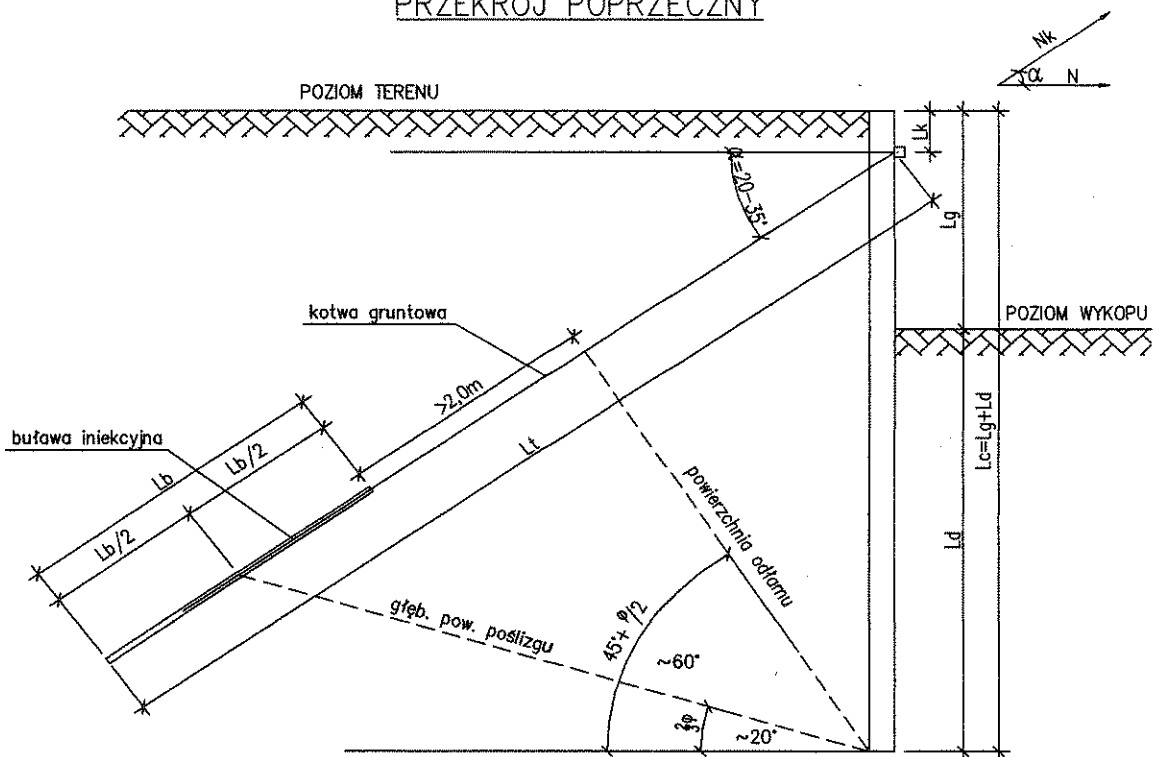 PRZEKRÓJ POPRZECZNY
Nk
α
N
POZIOM TERENU
Lk
α=20-35°
Lg
POZIOM WYKOPU
kotwa gruntowa
>2,0m
buława iniekcyjna
Lb
Lb/2
Lb/2
Lt
powierzchnia odłamu
Ld
Lc=Lg+Ld
głęb. pow. poślizgu
45°+ φ/2
~60°
2/3φ
~20°